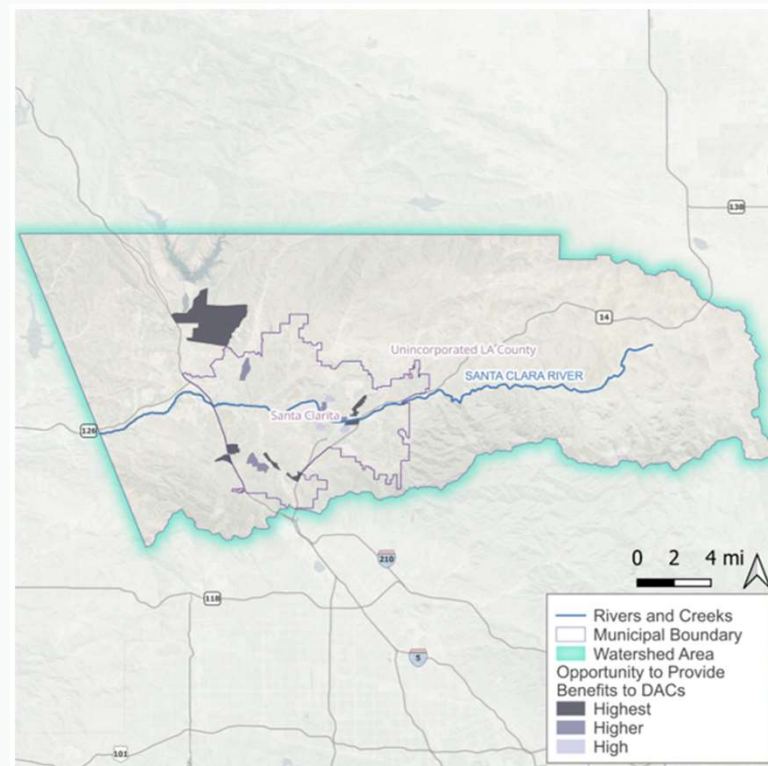 138
14
Unincorporated LA County
SANTA CLARA RIVER
Santa Clarita
126
0 2 4 mi
210
118
5
101
Rivers and Creeks
Municipal Boundary
Watershed Area
Opportunity to Provide
Benefits to DACs
Highest
Higher
High